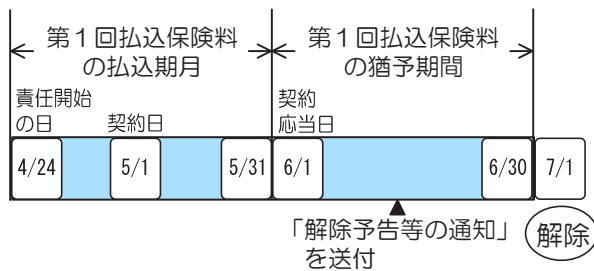 第1回払込保険料
の払込期月
第1回払込保険料
の猶予期間
責任開始
の日
契約日
契約
応当日
4/24
5/1
5/31
6/1
6/30
7/1
「解除予告等の通知」
を送付
解除